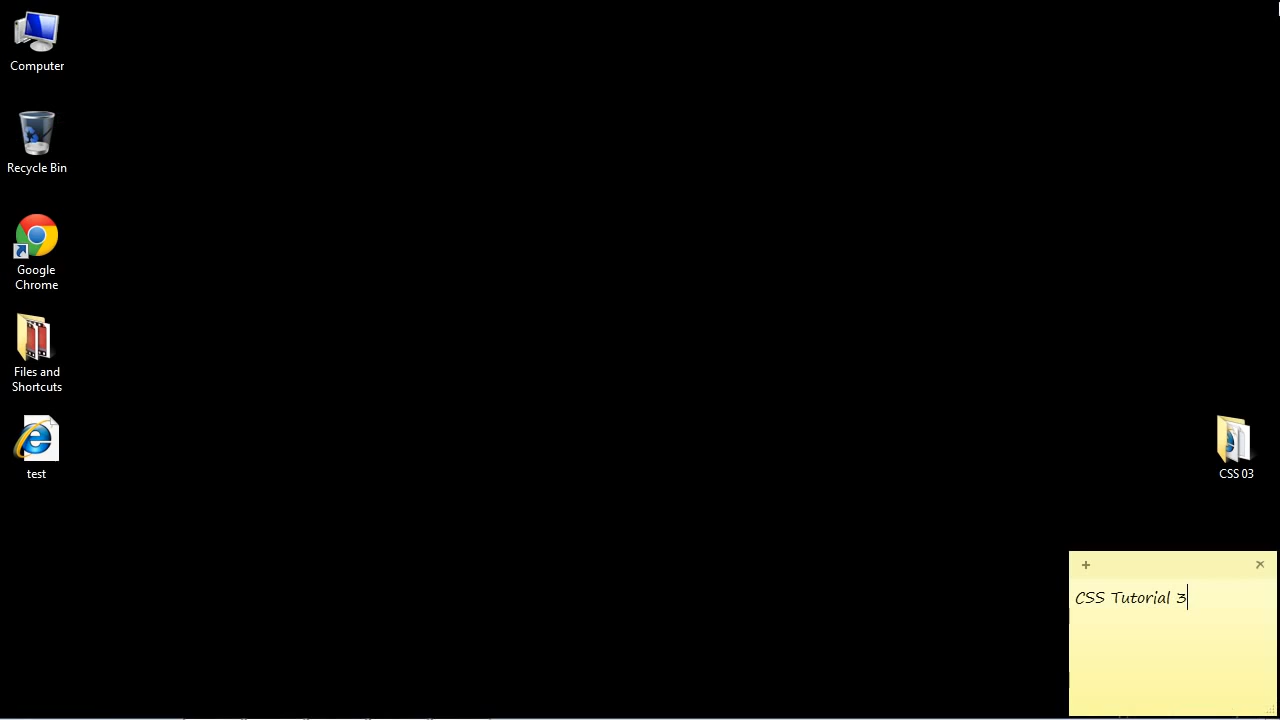 Computer
Recycle Bin
Google
Chrome
Files and
Shortcuts
test
CSS 03
CSS Tutorial 3